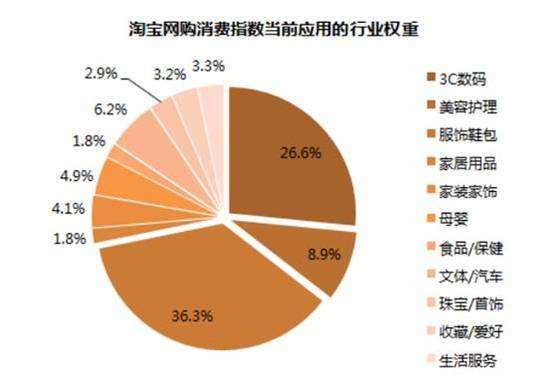 淘宝网购消费指数当前应用的行业权重
3.3%
3.2%
2.9%
6.2%
1.8%
4.9%
4.1%
1.8%
26.6%
8.9%
36.3%
3C数码
美容护理
服饰鞋包
家居用品
家装家饰
母婴
食品/保健
文体/汽车
珠宝/首饰
收藏/爱好
生活服务